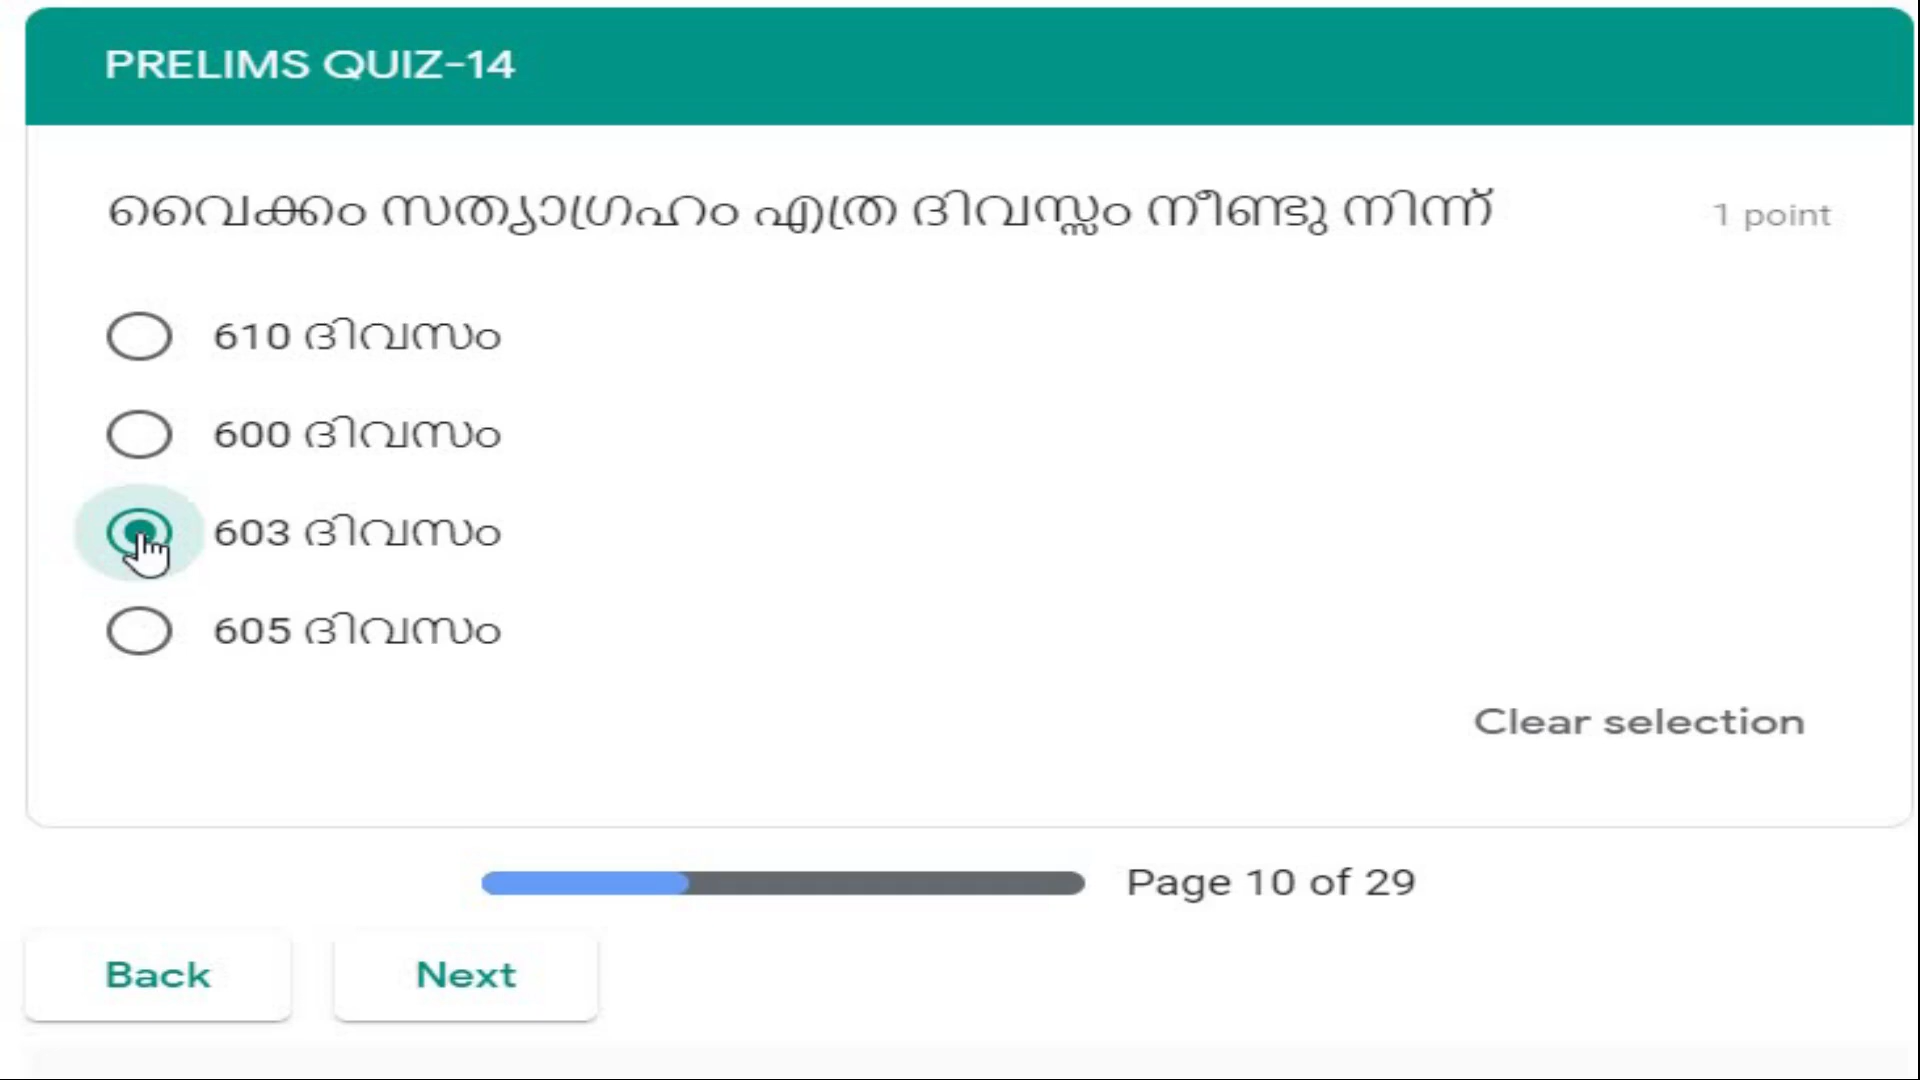 PRELIMS QUIZ-14
വൈക്കം സത്യാഗ്രഹം എത്ര ദിവസ്സം നീണ്ടു നിന്ന്
1 point
610 ദിവസം
600 ദിവസം
603 ദിവസം
605 ദിവസം
Clear selection
Page 10 of 29
Back
Next